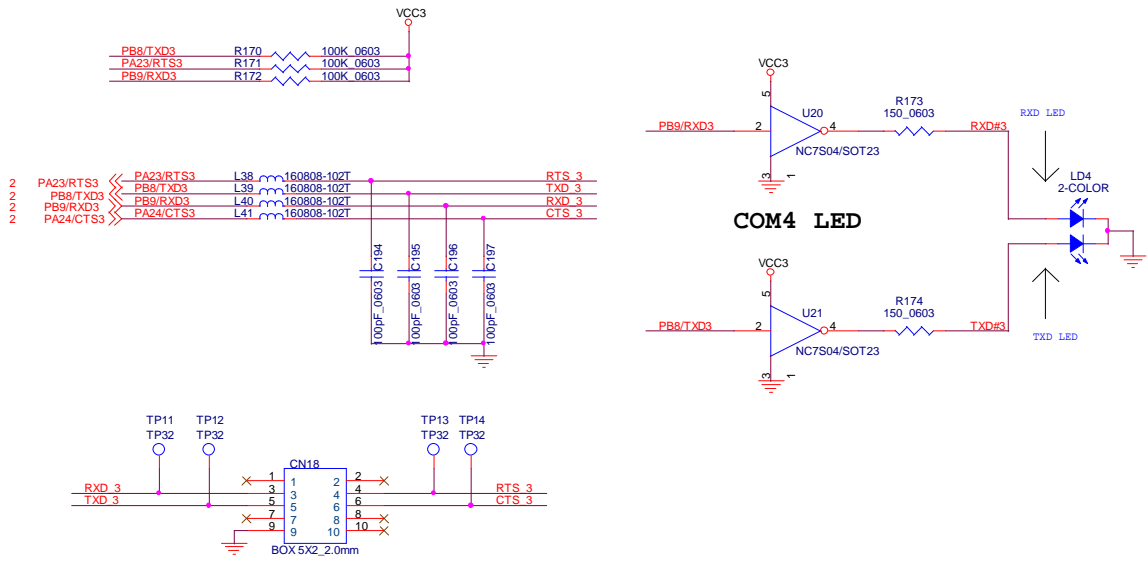 VCC3
PB8/TXD3 R170 100K_0603
PA23/RTS3 R171 100K_0603
PB9/RXD3 R172 100K_0603
2 PA23/RTS3 PA23/RTS3 L38 160808-102T RTS_3
2 PB8/TXD3 PB8/TXD3 L39 160808-102T TXD_3
2 PB9/RXD3 PB9/RXD3 L40 160808-102T RXD_3
2 PA24/CTS3 PA24/CTS3 L41 160808-102T CTS_3
C194 C195 C196 C197
100pF_0603 100pF_0603 100pF_0603 100pF_0603
TP11 TP12 TP13 TP14
TP32 TP32 TP32 TP32
CN18
1 1 2 2
RXD_3 3 3 4 4 RTS_3
TXD_3 5 5 6 6 CTS_3
7 7 8 8
9 9 10 10
BOX 5X2_2.0mm
VCC3
5
U20
R173
150_0603
PB9/RXD3 2 4 RXD#3
NC7S04/SOT23
3 1
RXD LED
LD4
2-COLOR
COM4 LED
VCC3
5
U21
R174
150_0603
PB8/TXD3 2 4 TXD#3
NC7S04/SOT23
3 1
TXD LED